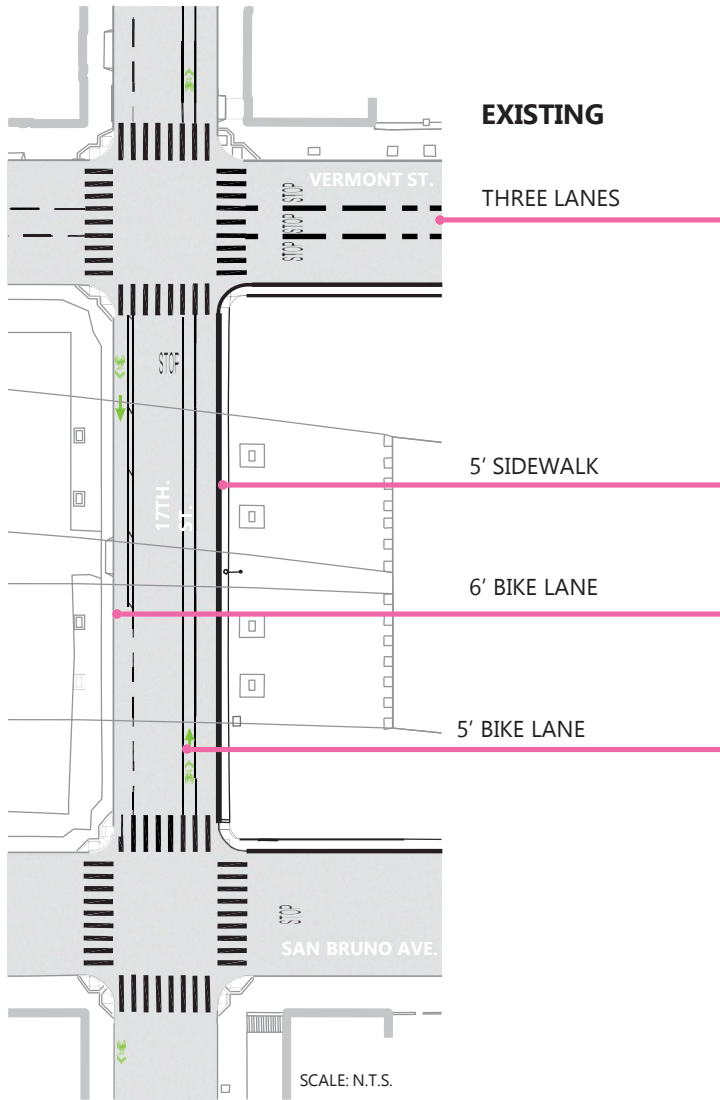 EXISTING
VERMONT ST.
STOP
STOP
STOP
THREE LANES
STOP
5’ SIDEWALK
17TH.
ST.
6’ BIKE LANE
5’ BIKE LANE
STOP
SAN BRUNO AVE.
SCALE: N.T.S.